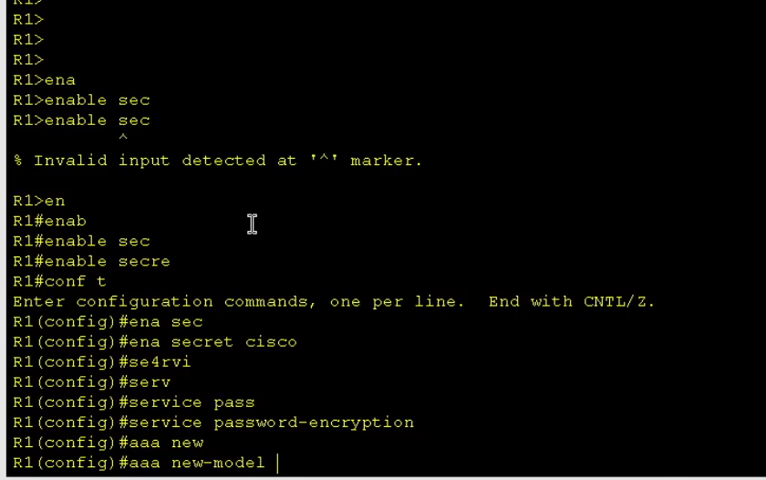 R1>
R1>
R1>
R1>
R1>ena
R1>enable sec
R1>enable sec
^
% Invalid input detected at '^' marker.
R1>en
R1#enab
R1#enable sec
R1#enable secre
R1#conf t
Enter configuration commands, one per line.  End with CNTL/Z.
R1(config)#ena sec
R1(config)#ena secret cisco
R1(config)#se4rvi
R1(config)#serv
R1(config)#service pass
R1(config)#service password-encryption
R1(config)#aaa new
R1(config)#aaa new-model